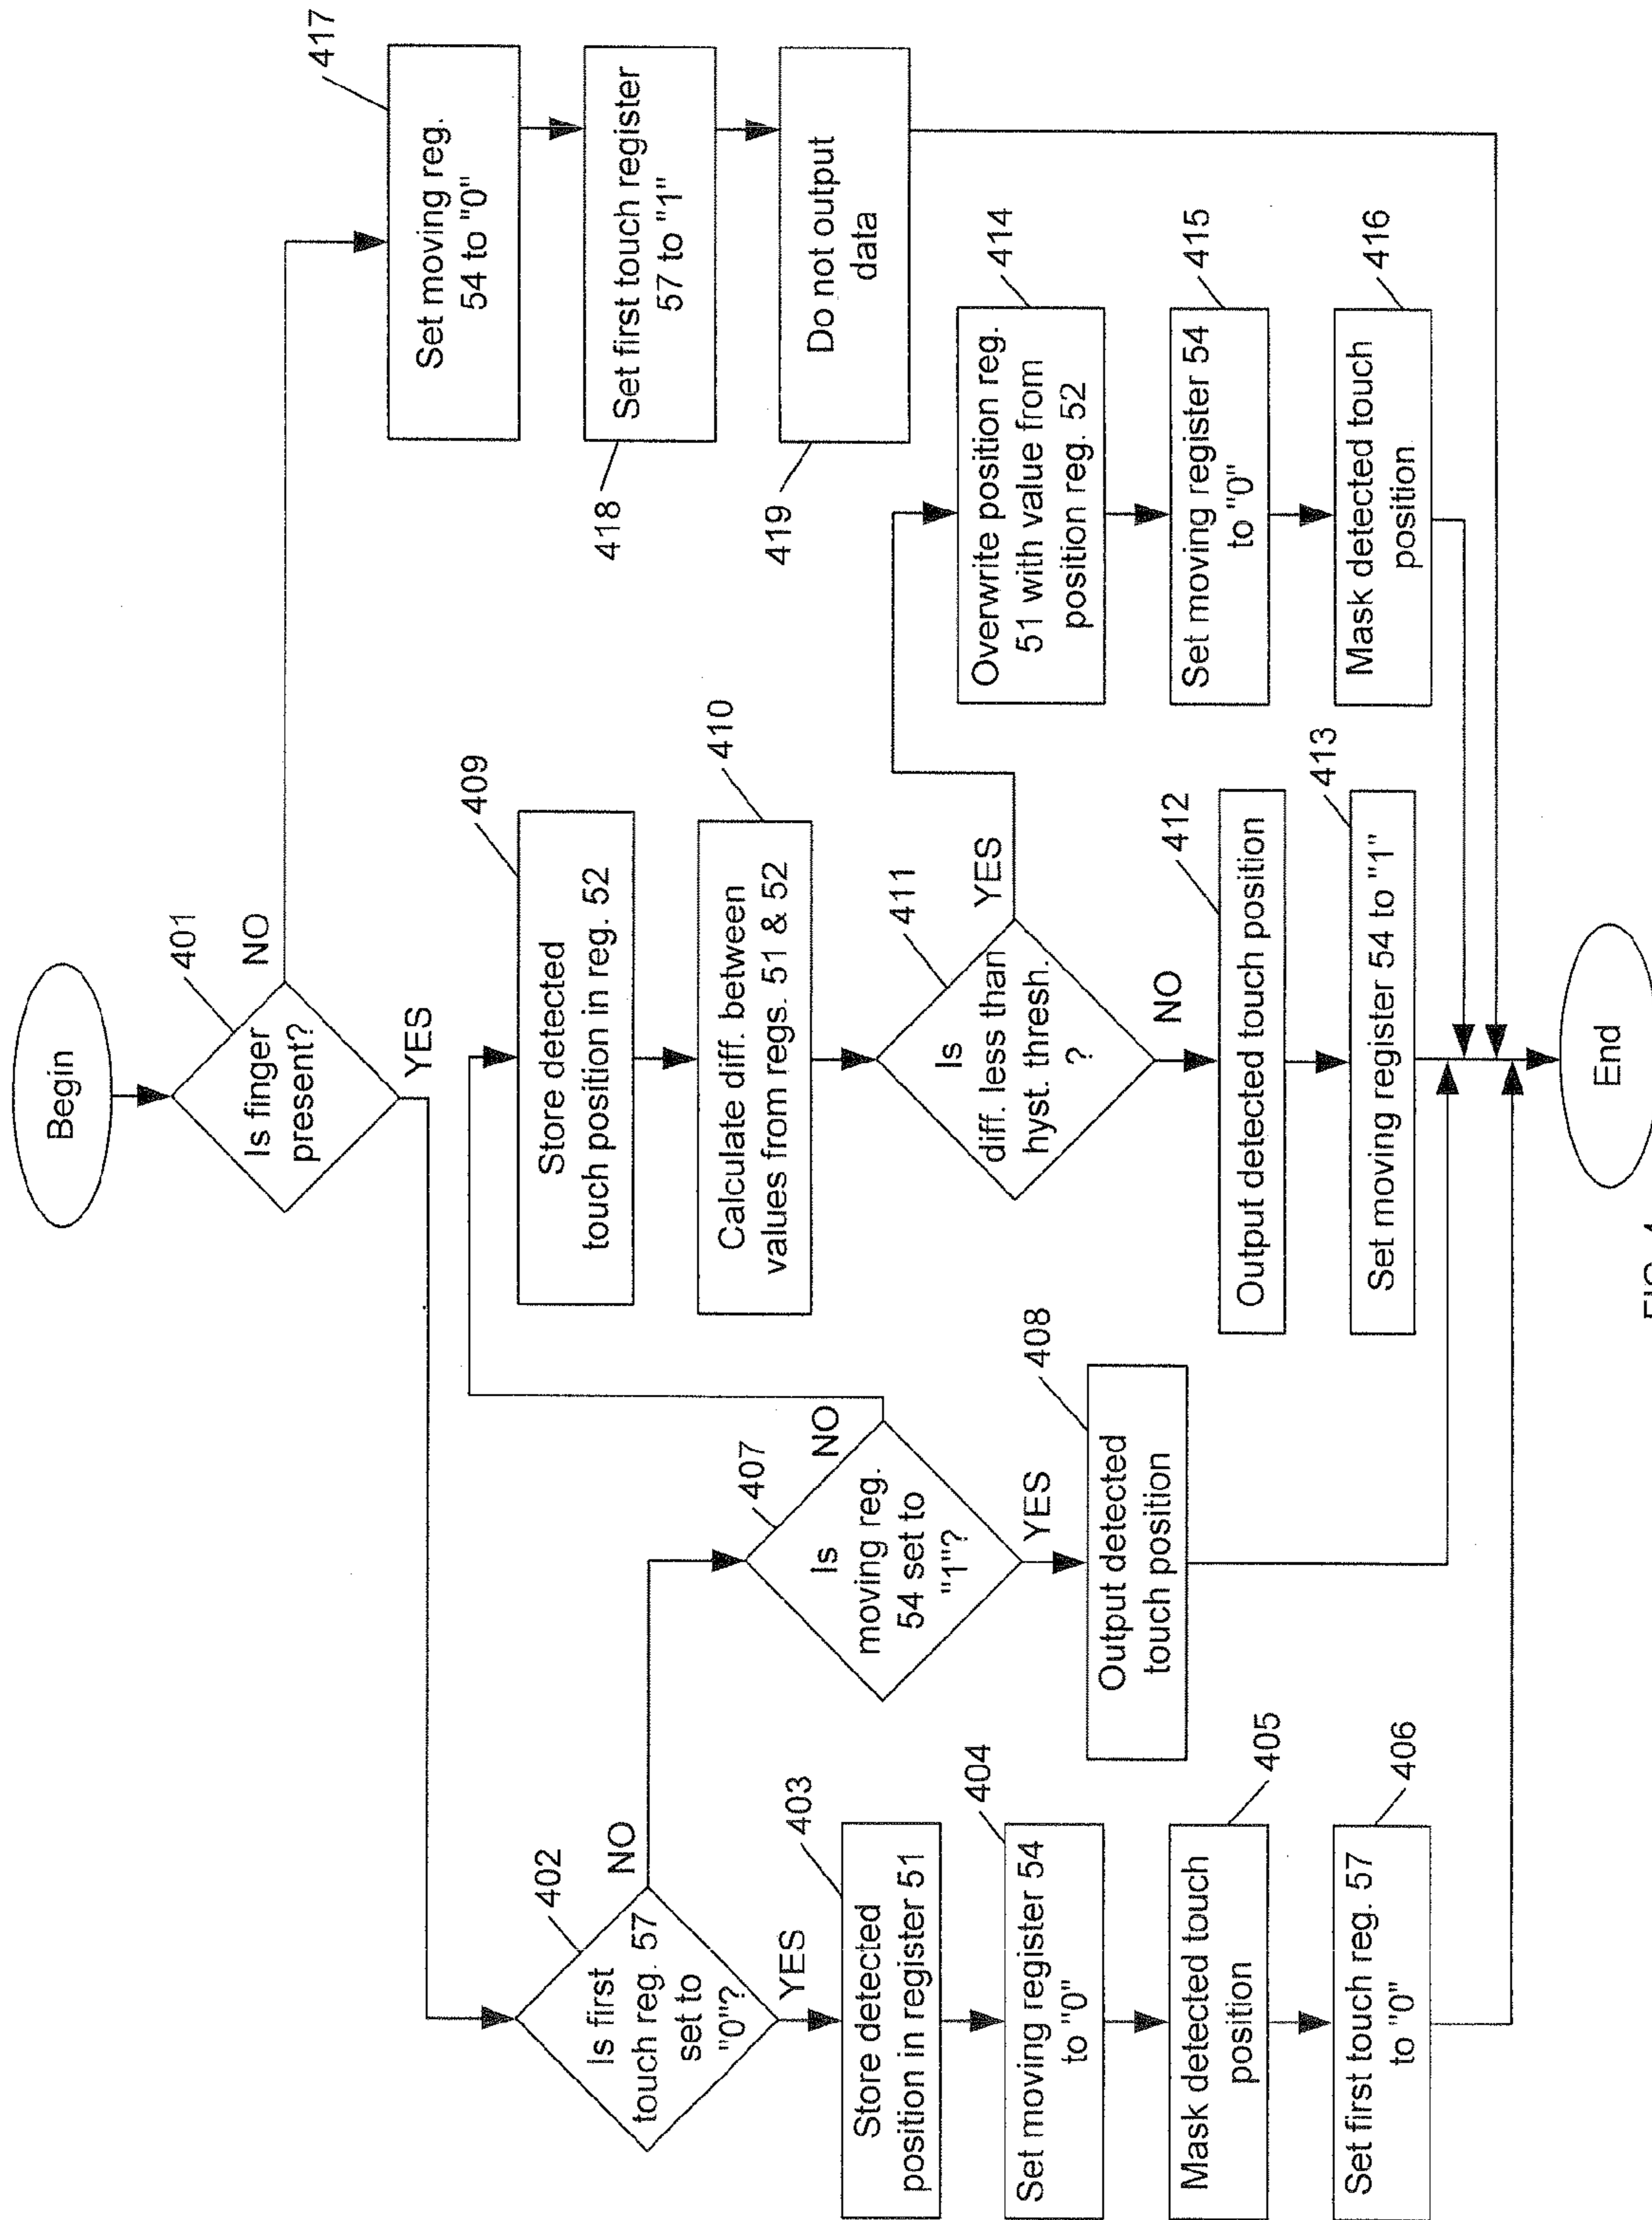 Begin
401
Is finger
present?
NO
YES
402
Is first
touch reg. 57
set to
"0"?
NO
YES
403
Store detected
position in register 51
404
Set moving register 54
to "0"
405
Mask detected touch
position
406
Set first touch reg. 57
to "0"
407
Is
moving reg.
54 set to
"1"?
NO
YES
408
Output detected
touch position
409
Store detected
touch position in reg. 52
410
Calculate diff. between
values from regs. 51 & 52
411
Is
diff. less than
hyst. thresh.
?
YES
NO
412
Output detected touch position
413
Set moving register 54 to "1"
414
Overwrite position reg.
51 with value from
position reg. 52
415
Set moving register 54
to "0"
416
Mask detected touch
position
417
Set moving reg.
54 to "0"
418
Set first touch register
57 to "1"
419
Do not output
data
End